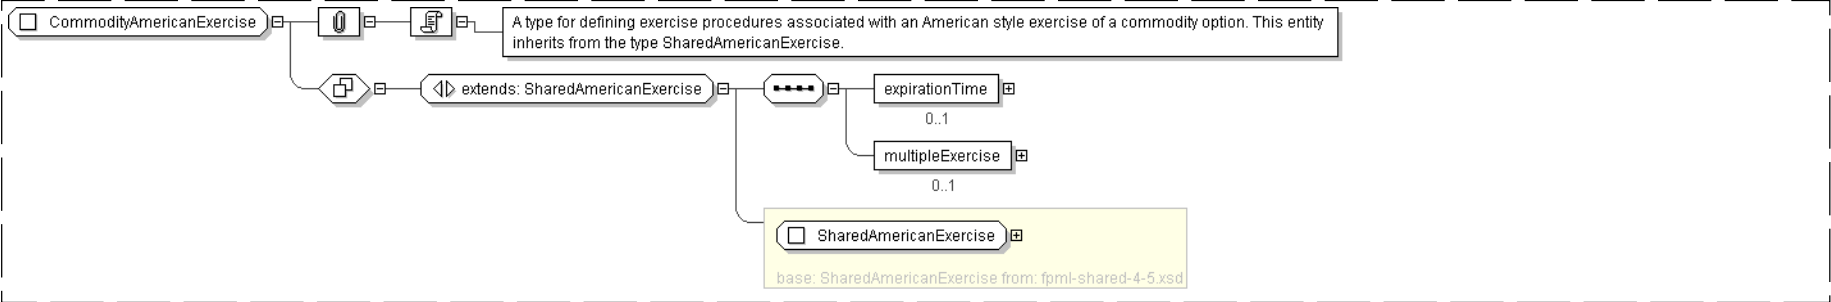 CommodityAmericanExercise
A type for defining exercise procedures associated with an American style exercise of a commodity option. This entity
inherits from the type SharedAmericanExercise.
extends: SharedAmericanExercise
expirationTime
0..1
multipleExercise
0..1
SharedAmericanExercise
base: SharedAmericanExercise from: fpml-shared-4-5.xsd